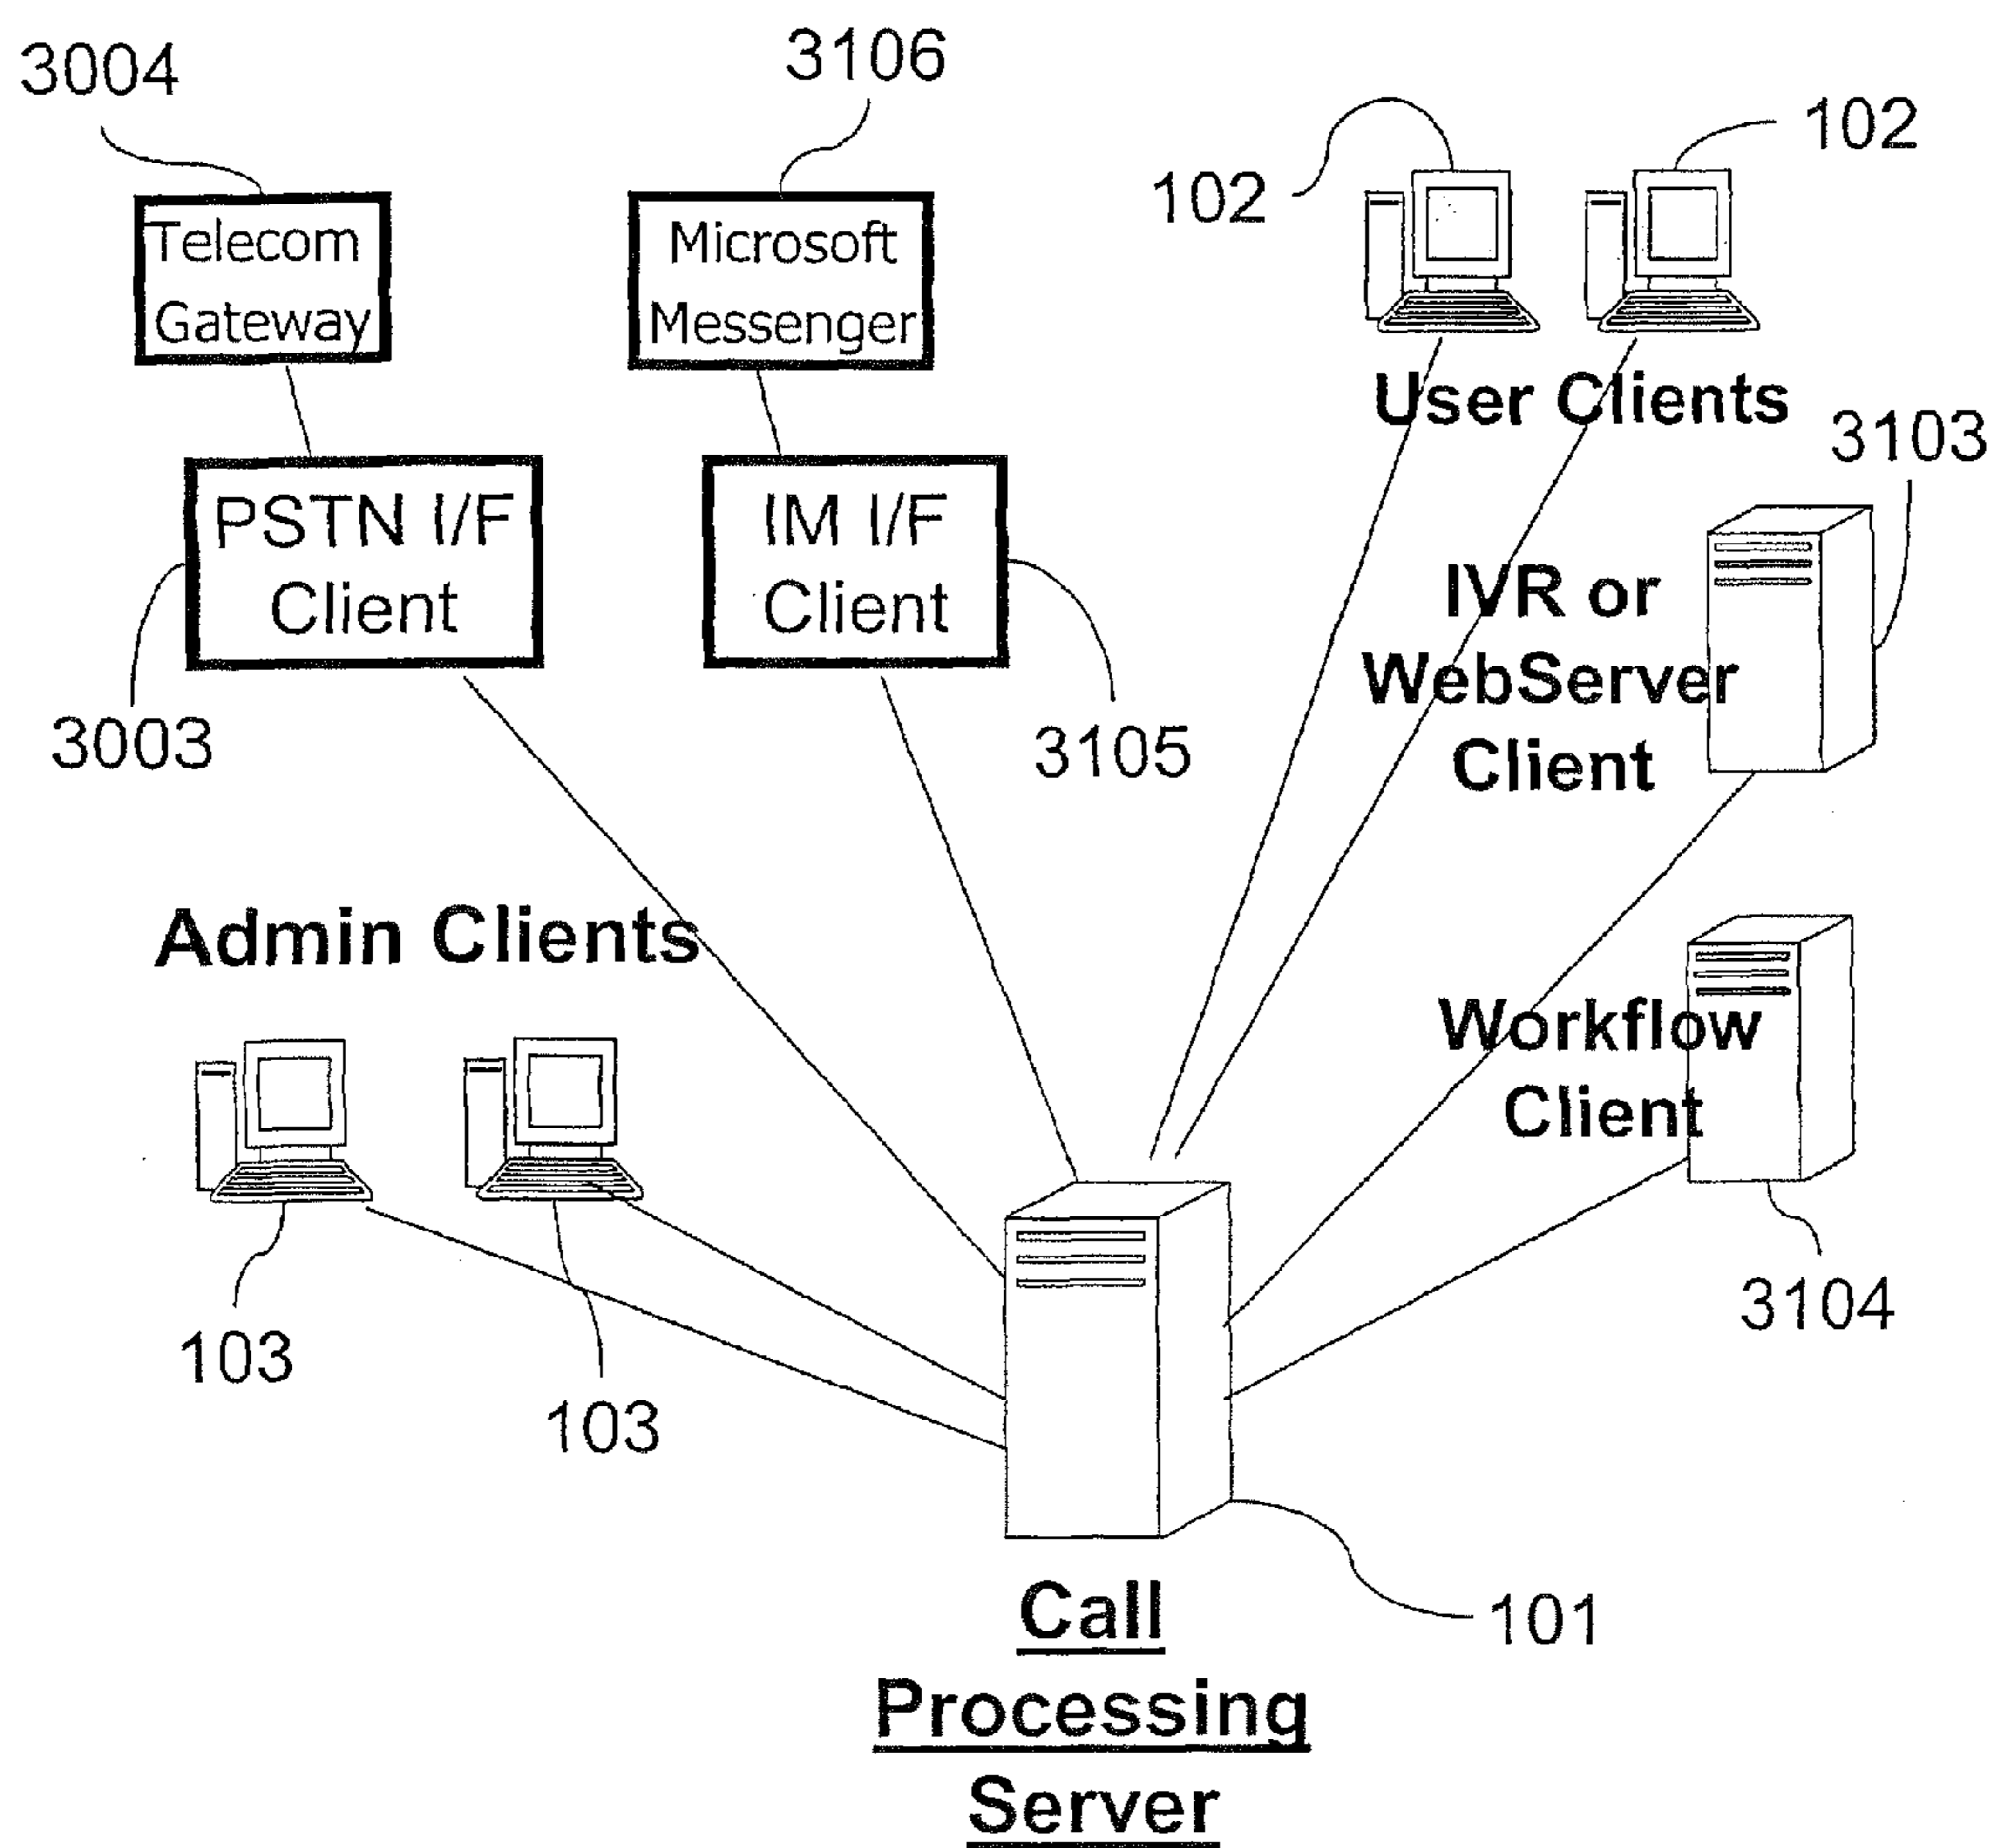 3004
3106
102
102
Telecom
Gateway
Microsoft
Messenger
User Clients
3103
PSTN I/F
Client
IM I/F
Client
IVR or
WebServer
Client
3003
3105
Admin Clients
Workflow
Client
3104
103
103
101
Call
Processing
Server